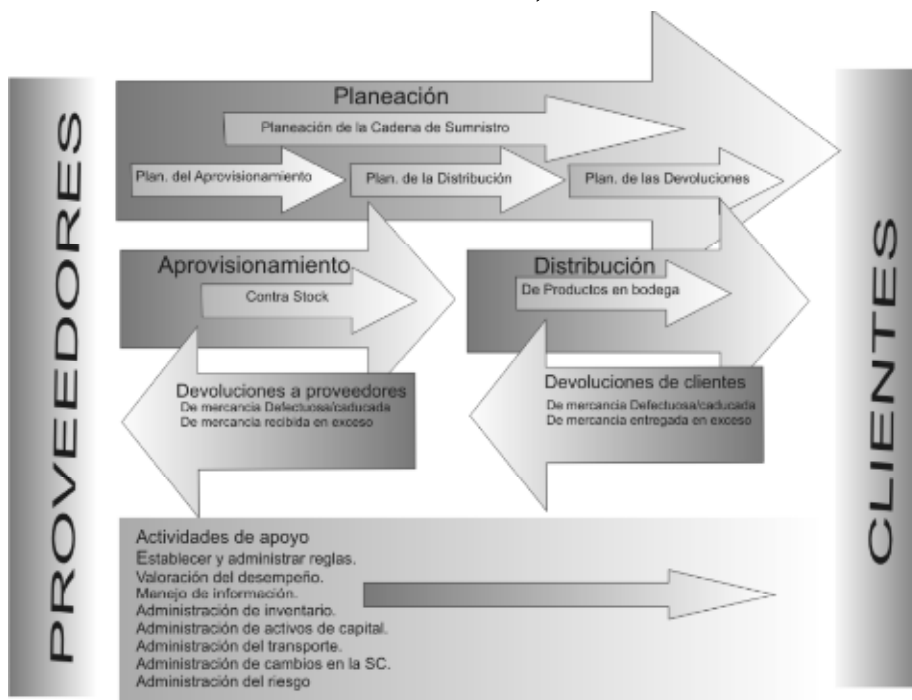 PROVEEDORES
Planeación
Planeación de la Cadena de Sumnistro
Plan. del Aprovisionamiento
Plan. de la Distribución
Plan. de las Devoluciones
Aprovisionamiento
Contra Stock
Distribución
De Productos en bodega
Devoluciones a proveedores
De mercancia Defectuosa/caducada
De mercancia recibida en exceso
Devoluciones de clientes
De mercancia Defectuosa/caducada
De mercancia entregada en exceso
Actividades de apoyo
Establecer y administrar reglas.
Valoración del desempeño.
Manejo de información.
Administración de inventario.
Administración de activos de capital.
Administración del transporte.
Administración de cambios en la SC.
Administración del riesgo
CLIENTES